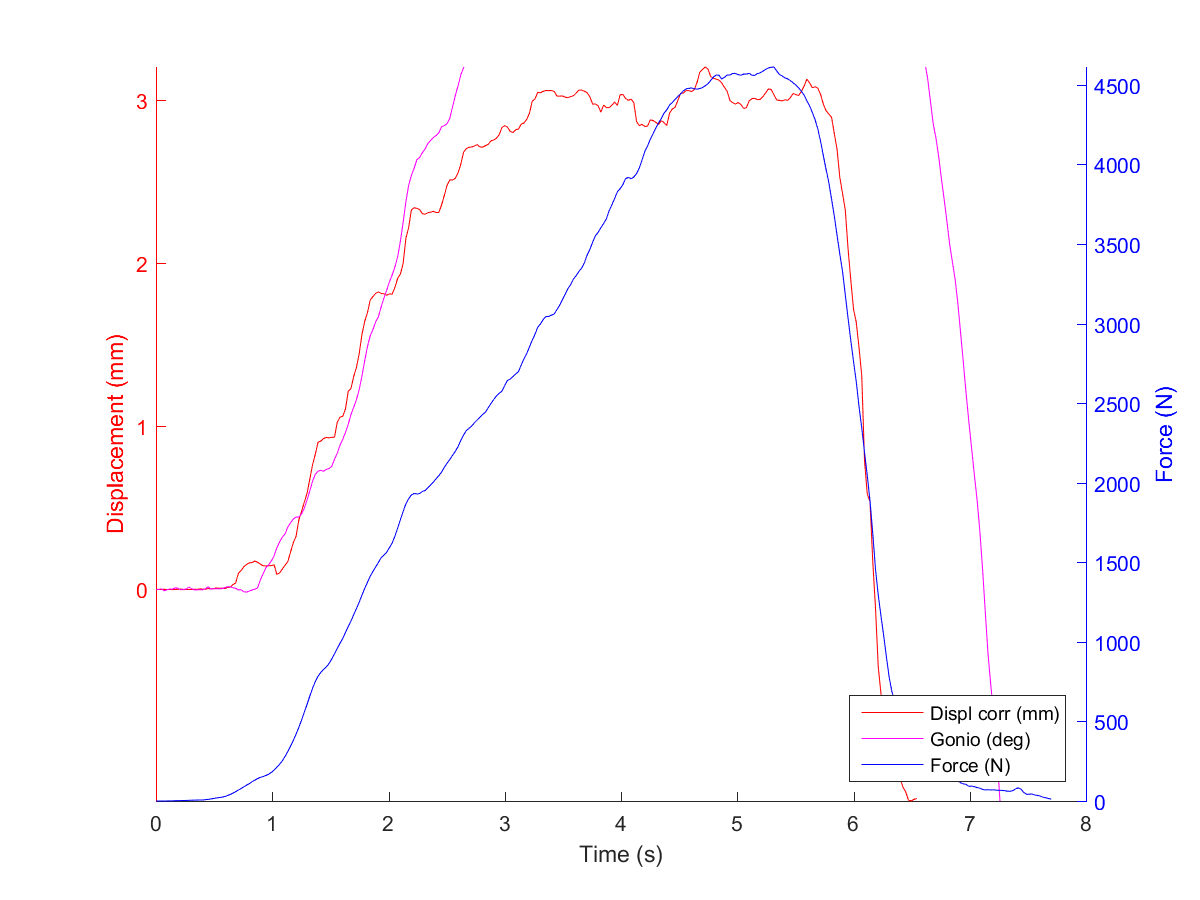 3
2
1
0
Displacement (mm)
4500
4000
3500
3000
2500
2000
1500
1000
500
0
Force (N)
Displ corr (mm)
Gonio (deg)
Force (N)
0 1 2 3 4 5 6 7 8
Time (s)